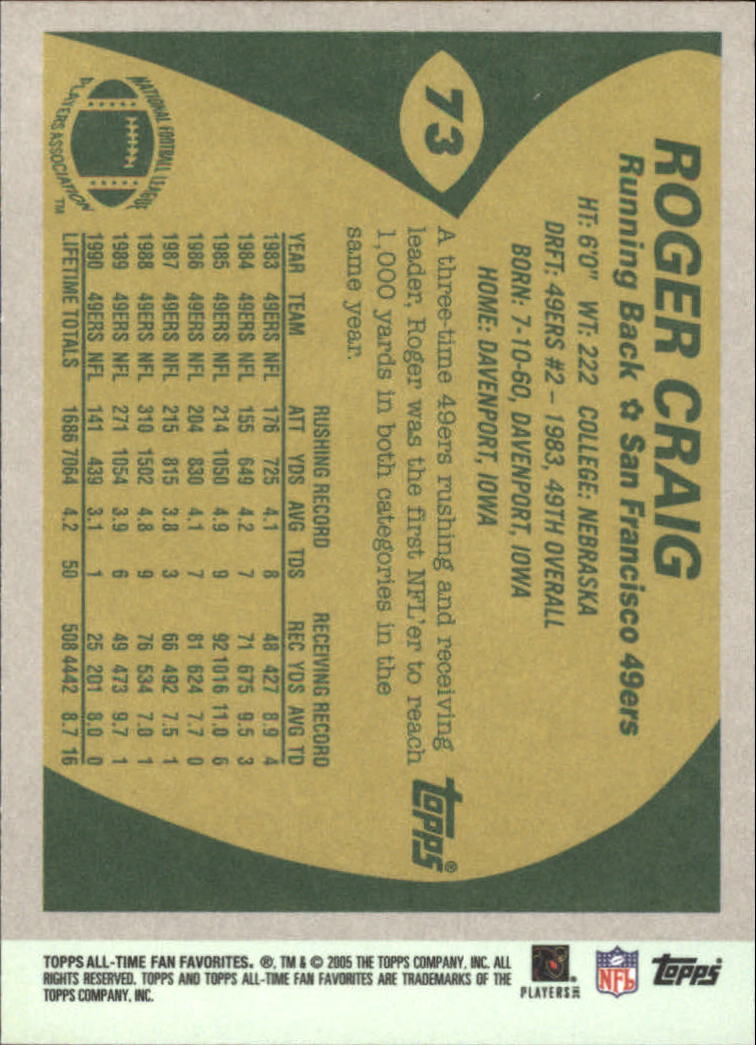 73
ROGER CRAIG
Running Back ✿ San Francisco 49ers
HT: 6'0" WT: 222 COLLEGE: NEBRASKA
DRFT: 49ERS #2 – 1983, 49TH OVERALL
BORN: 7-10-60, DAVENPORT, IOWA
HOME: DAVENPORT, IOWA
A three-time 49ers rushing and receiving
leader, Roger was the first NFL'er to reach
1,000 yards in both categories in the
same year.
topps®
RUSHING RECORD RECEIVING RECORD
YEAR TEAM ATT YDS AVG TDS REC YDS AVG TD
1983 49ERS NFL 176 725 4.1 8 48 427 8.9 4
1984 49ERS NFL 155 649 4.2 7 71 675 9.5 3
1985 49ERS NFL 214 1050 4.9 9 92 1016 11.0 6
1986 49ERS NFL 204 830 4.1 7 81 624 7.7 0
1987 49ERS NFL 215 815 3.8 3 66 492 7.5 1
1988 49ERS NFL 310 1502 4.8 9 76 534 7.0 1
1989 49ERS NFL 271 1054 3.9 6 49 473 9.7 1
1990 49ERS NFL 141 439 3.1 1 25 201 8.0 0
LIFETIME TOTALS 1686 7064 4.2 50 508 4442 8.7 16
NATIONAL FOOTBALL LEAGUE
PLAYERS ASSOCIATION
TM
TOPPS ALL-TIME FAN FAVORITES. ®, TM & © 2005 THE TOPPS COMPANY, INC. ALL
RIGHTS RESERVED. TOPPS AND TOPPS ALL-TIME FAN FAVORITES ARE TRADEMARKS OF THE
TOPPS COMPANY, INC.
PLAYERS INC
NFL
topps